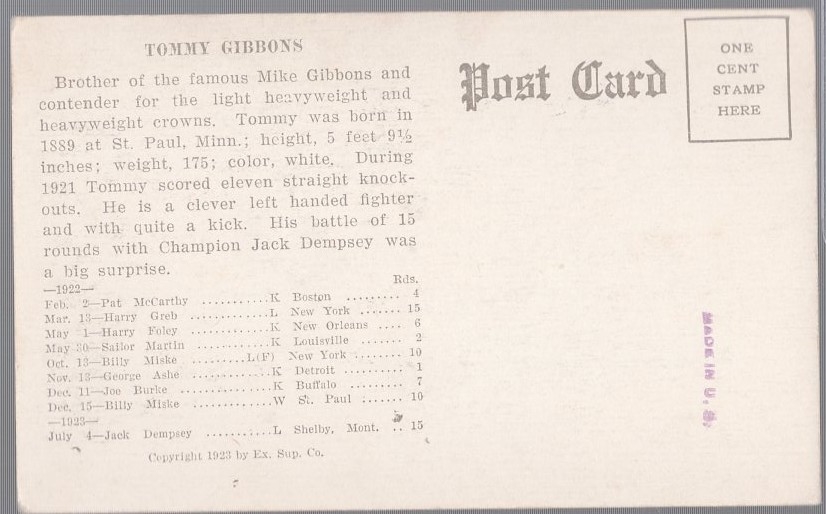 TOMMY GIBBONS
Brother of the famous Mike Gibbons and
contender for the light heavyweight and
heavyweight crowns. Tommy was born in
1889 at St. Paul, Minn.; height, 5 feet 9½
inches; weight, 175; color, white. During
1921 Tommy scored eleven straight knock-
outs. He is a clever left handed fighter
and with quite a kick. His battle of 15
rounds with Champion Jack Dempsey was
a big surprise.
Rds.
—1922—
Feb. 2—Pat McCarthy ...........K Boston ......... 4
Mar. 13—Harry Greb .............L New York ....... 15
May 1—Harry Foley .............K New Orleans .... 6
May 30—Sailor Martin ............K Louisville ....... 2
Oct. 13—Billy Miske .........L(F) New York ........ 10
Nov. 13—George Ashe .............K Detroit .......... 1
Dec. 11—Joe Burke ..............K Buffalo ......... 7
Dec. 15—Billy Miske .............W St. Paul ....... 10
—1923—
July 4—Jack Dempsey ...........L Shelby, Mont. .. 15
Copyright 1923 by Ex. Sup. Co.
Post Card
ONE
CENT
STAMP
HERE
MADE IN U. S.